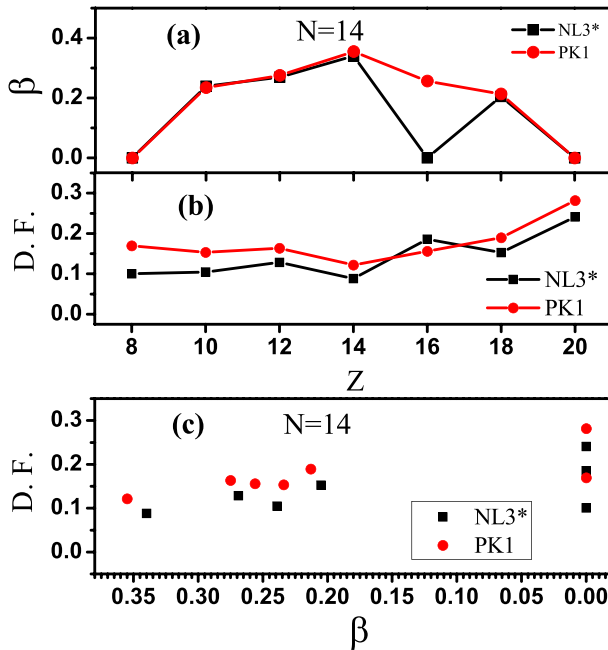 (a) N=14
NL3*
PK1
β
0.4
0.2
0.0
(b)
D. F.
0.3
0.2
0.1
0.0
NL3*
PK1
8 10 12 14 16 18 20
Z
(c) N=14
D. F.
0.3
0.2
0.1
0.0
NL3*
PK1
0.35 0.30 0.25 0.20 0.15 0.10 0.05 0.00
β